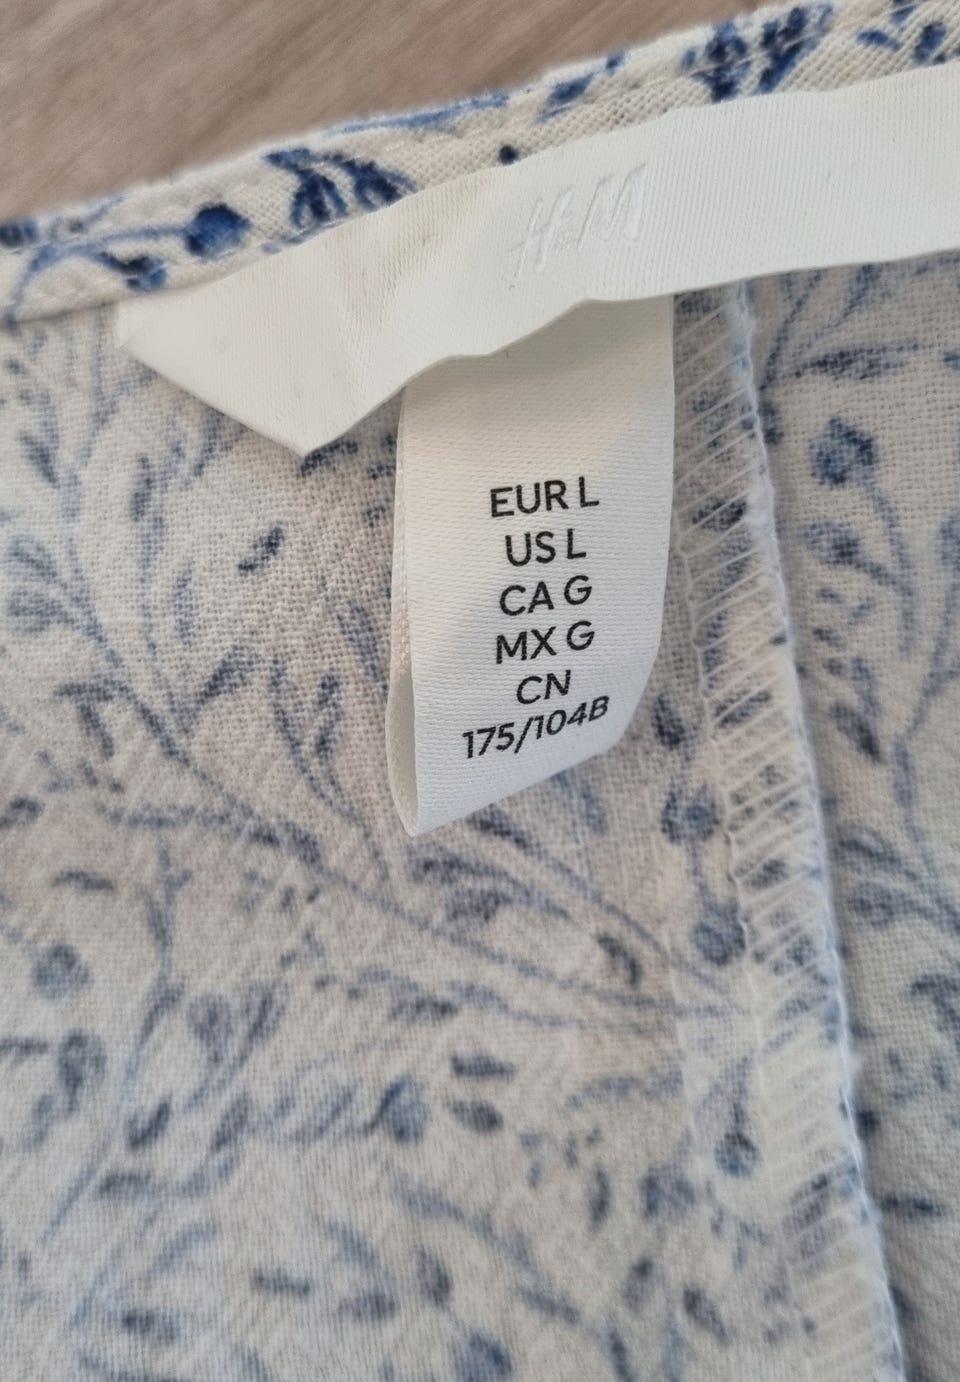 H&M
EUR L
US L
CA G
MX G
CN
175/104B